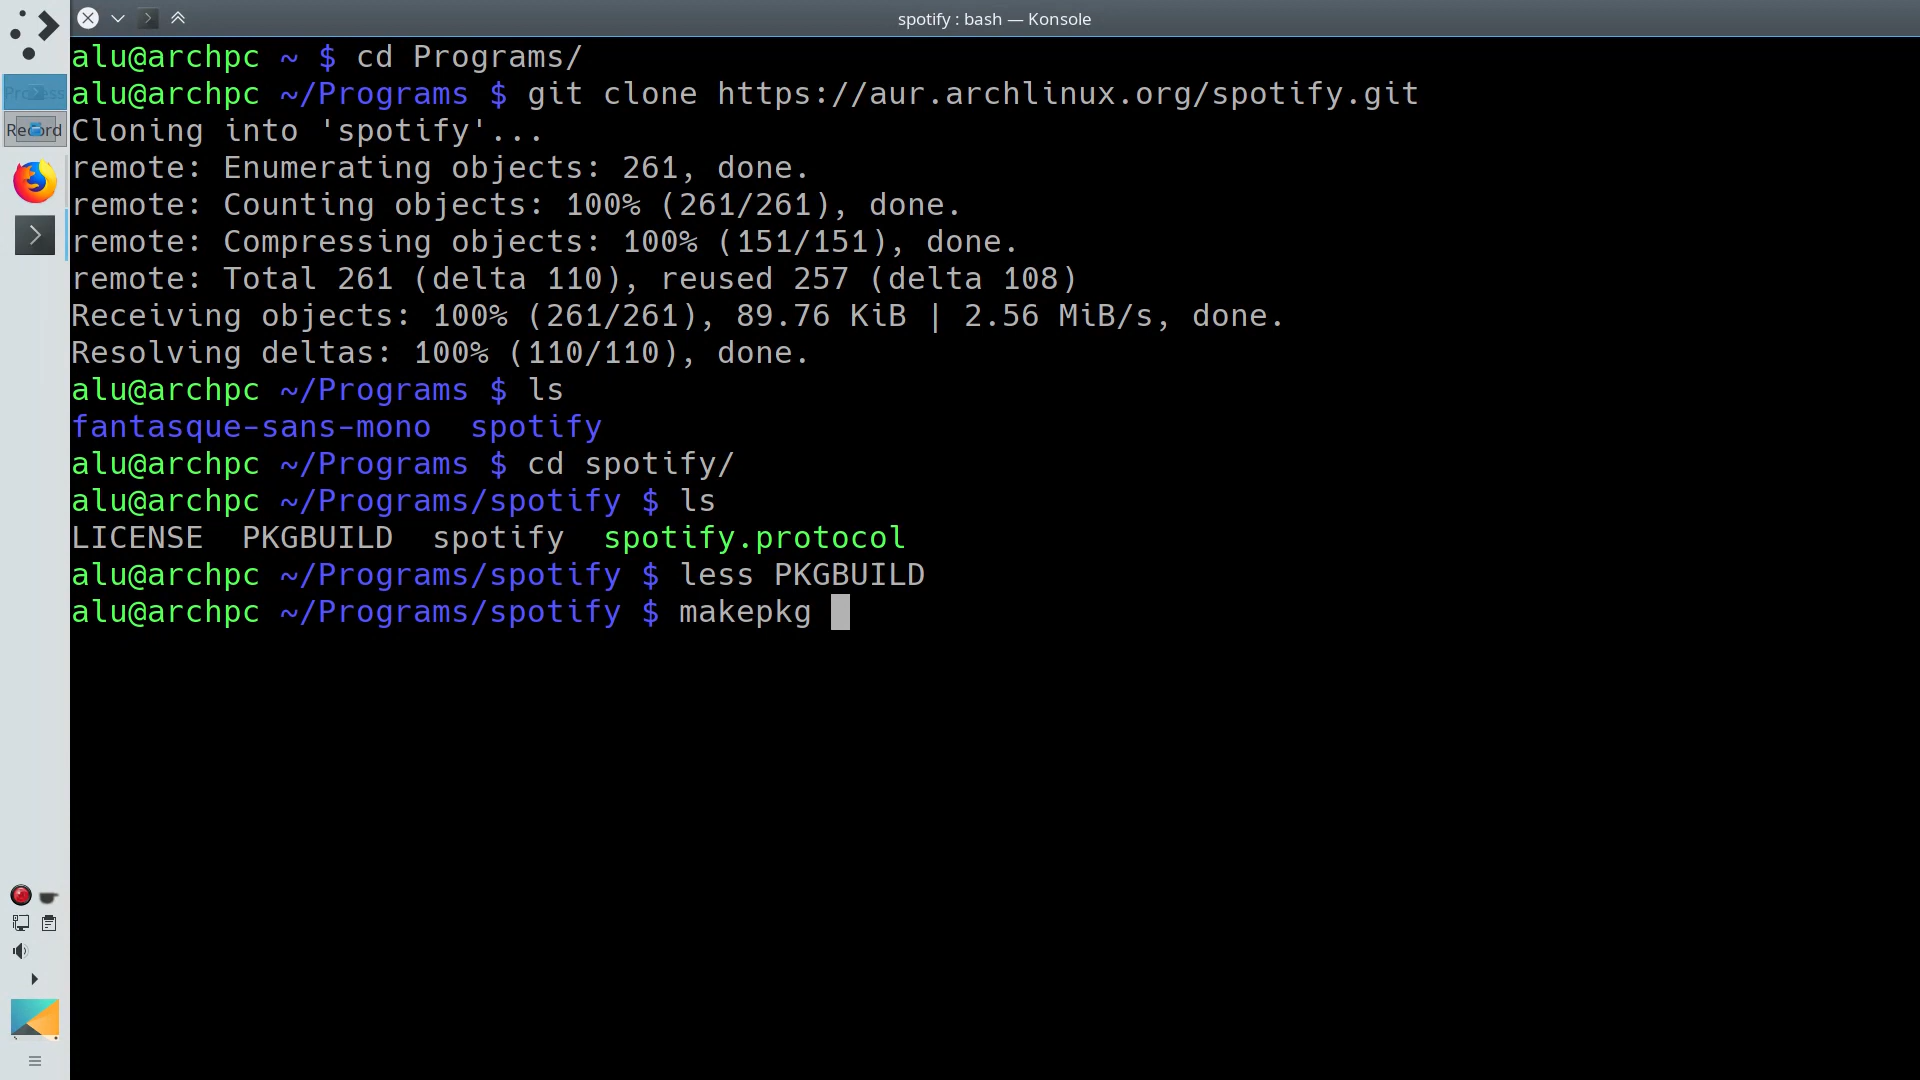 spotify : bash — Konsole
alu@archpc ~ $ cd Programs/
alu@archpc ~/Programs $ git clone https://aur.archlinux.org/spotify.git
Cloning into 'spotify'...
remote: Enumerating objects: 261, done.
remote: Counting objects: 100% (261/261), done.
remote: Compressing objects: 100% (151/151), done.
remote: Total 261 (delta 110), reused 257 (delta 108)
Receiving objects: 100% (261/261), 89.76 KiB | 2.56 MiB/s, done.
Resolving deltas: 100% (110/110), done.
alu@archpc ~/Programs $ ls
fantasque-sans-mono  spotify
alu@archpc ~/Programs $ cd spotify/
alu@archpc ~/Programs/spotify $ ls
LICENSE  PKGBUILD  spotify  spotify.protocol
alu@archpc ~/Programs/spotify $ less PKGBUILD
alu@archpc ~/Programs/spotify $ makepkg
Record